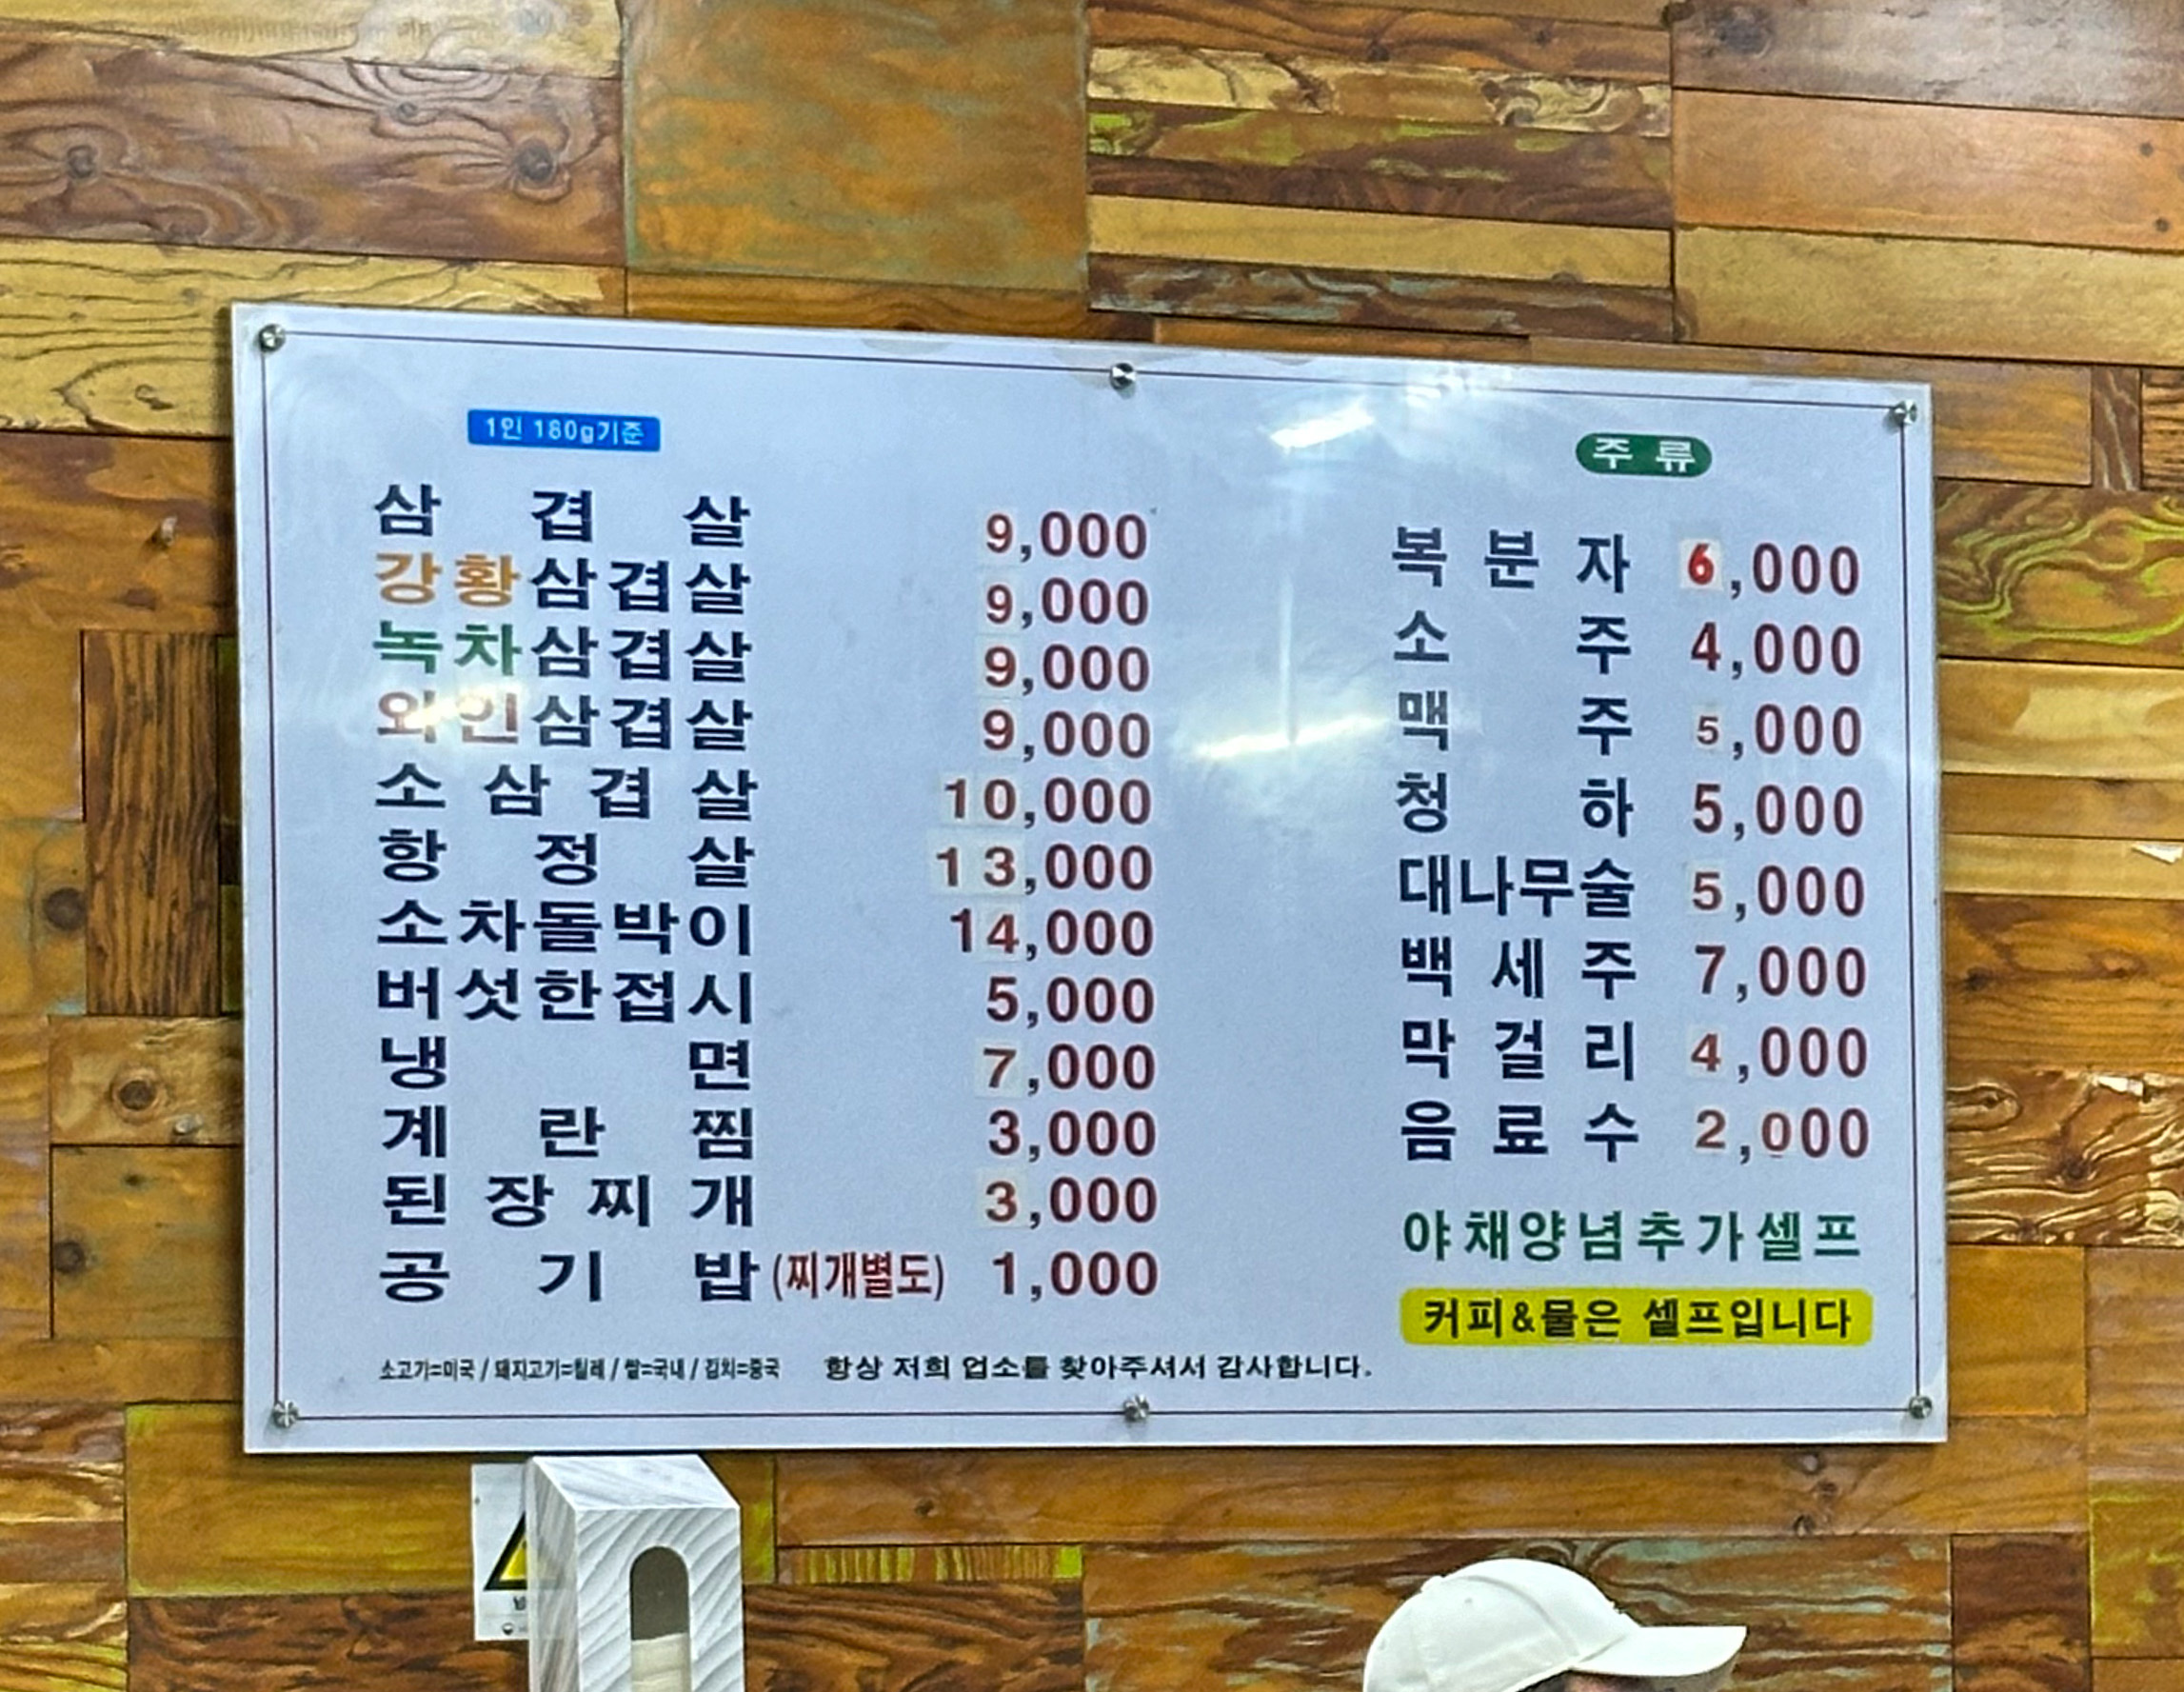 1인 180g기준
삼겹살 9,000
강황삼겹살 9,000
녹차삼겹살 9,000
와인삼겹살 9,000
소삼겹살 10,000
항정살 13,000
소차돌박이 14,000
버섯한접시 5,000
냉면 7,000
계란찜 3,000
된장찌개 3,000
공기밥(찌개별도) 1,000
소고기=미국 / 돼지고기=칠레 / 쌀=국내 / 김치=중국
항상 저희 업소를 찾아주셔서 감사합니다.
주류
복분자 6,000
소주 4,000
맥주 5,000
청하 5,000
대나무술 5,000
백세주 7,000
막걸리 4,000
음료수 2,000
야채양념추가셀프
커피&물은 셀프입니다